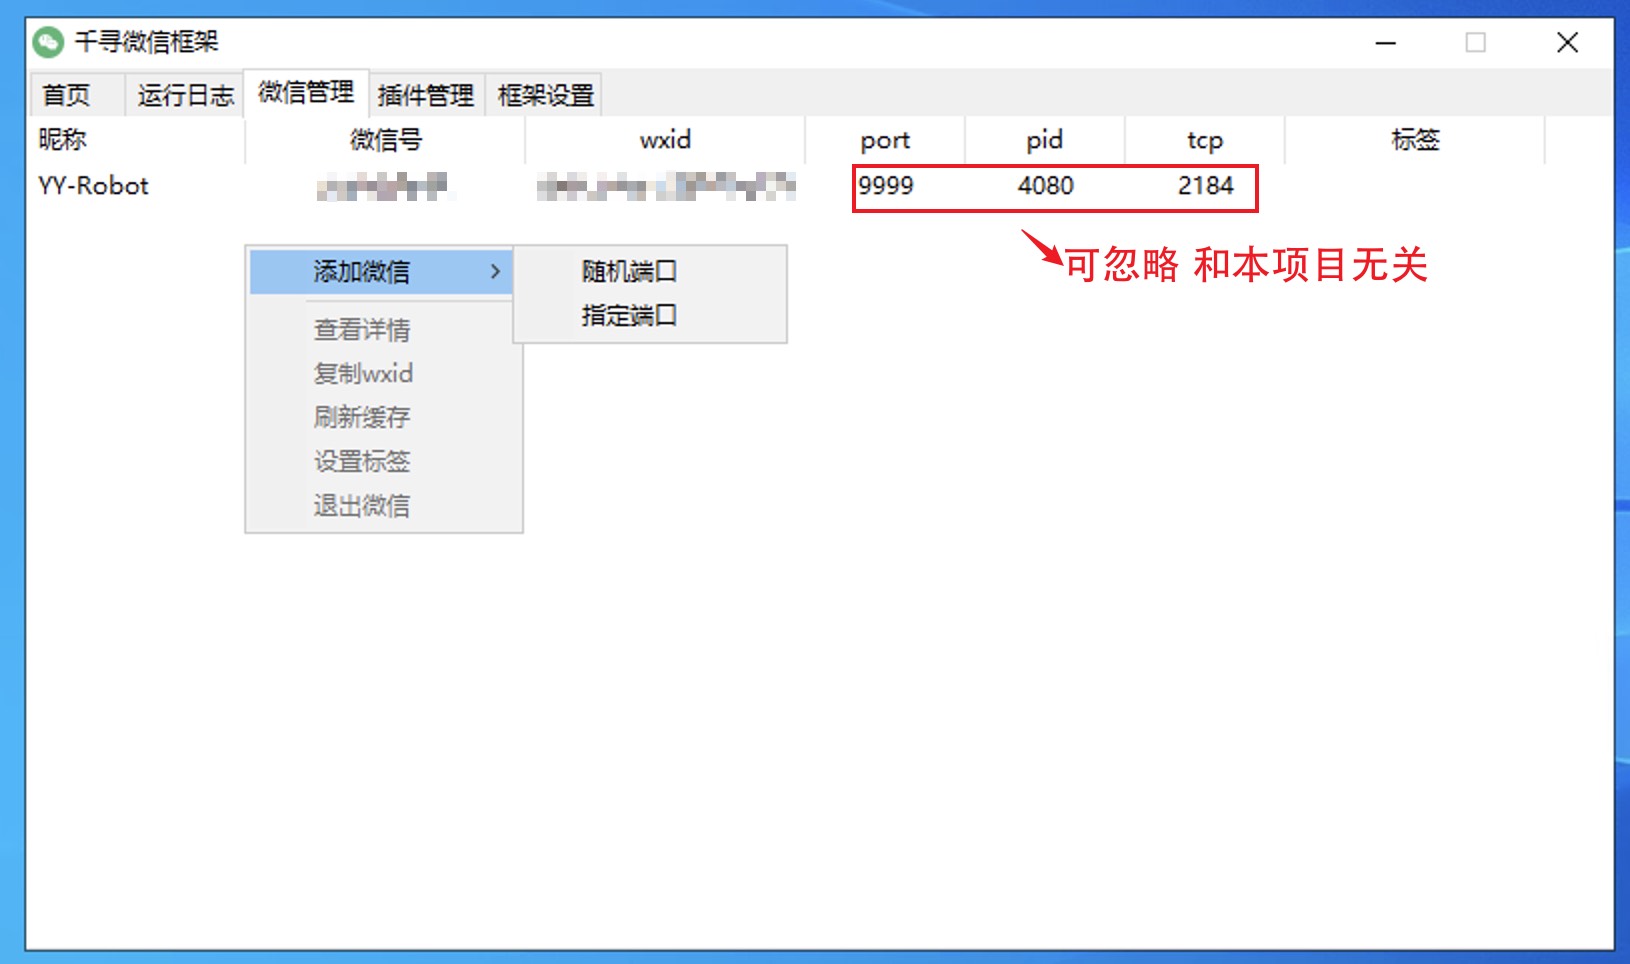 千寻微信框架
首页 运行日志 微信管理 插件管理 框架设置
昵称 微信号 wxid port pid tcp 标签
YY-Robot 9999 4080 2184
可忽略 和本项目无关
添加微信
随机端口
指定端口
查看详情
复制wxid
刷新缓存
设置标签
退出微信